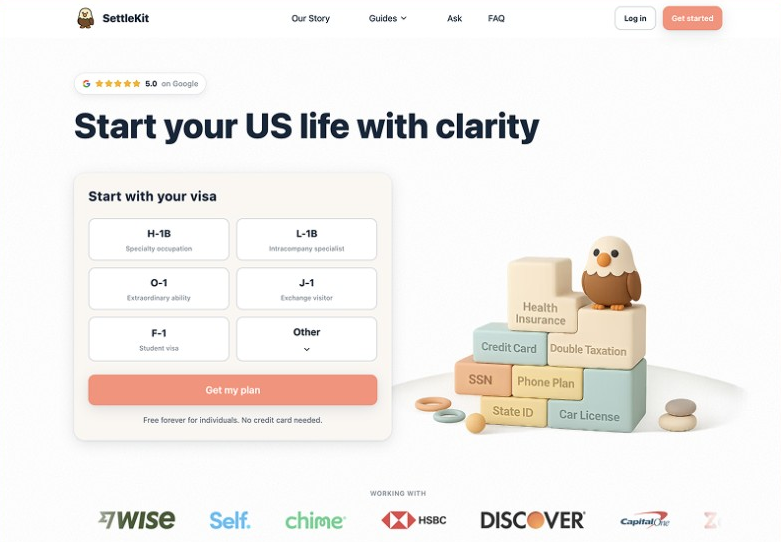 SettleKit
Our Story
Guides
Ask
FAQ
Log in
Get started
5.0 on Google
Start your US life with clarity
Start with your visa
H-1B
Specialty occupation
L-1B
Intracompany specialist
O-1
Extraordinary ability
J-1
Exchange visitor
F-1
Student visa
Other
Get my plan
Free forever for individuals. No credit card needed.
Health
Insurance
Credit Card
Double Taxation
SSN
Phone Plan
State ID
Car License
WORKING WITH
WISE
Self.
chime
HSBC
DISCOVER
Capital One